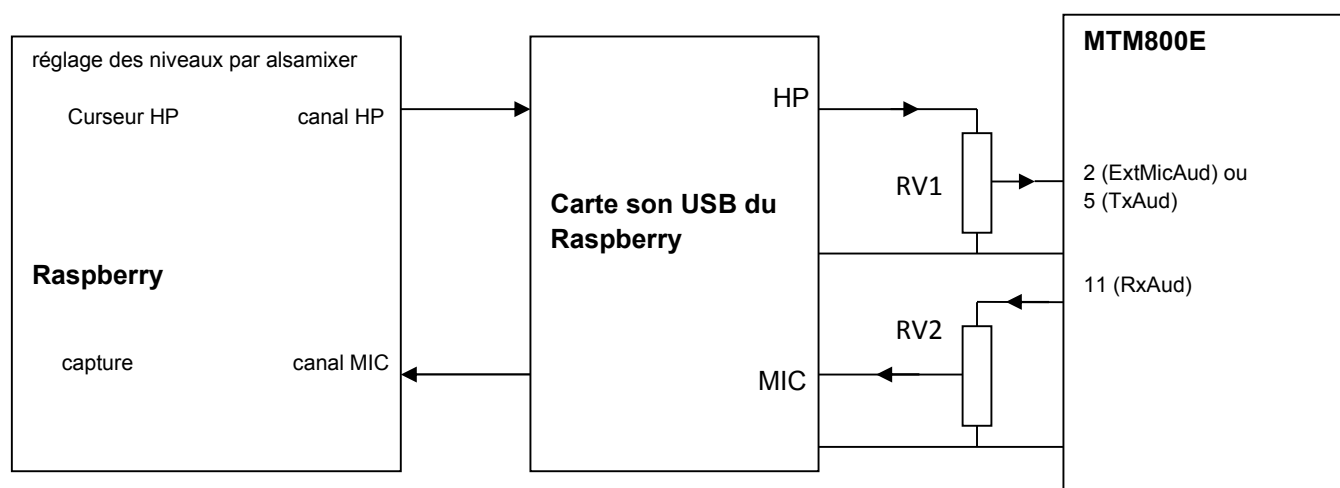 réglage des niveaux par alsamixer
Curseur HP
canal HP
Raspberry
capture
canal MIC
Carte son USB du
Raspberry
HP
MIC
RV1
RV2
MTM800E
2 (ExtMicAud) ou
5 (TxAud)
11 (RxAud)